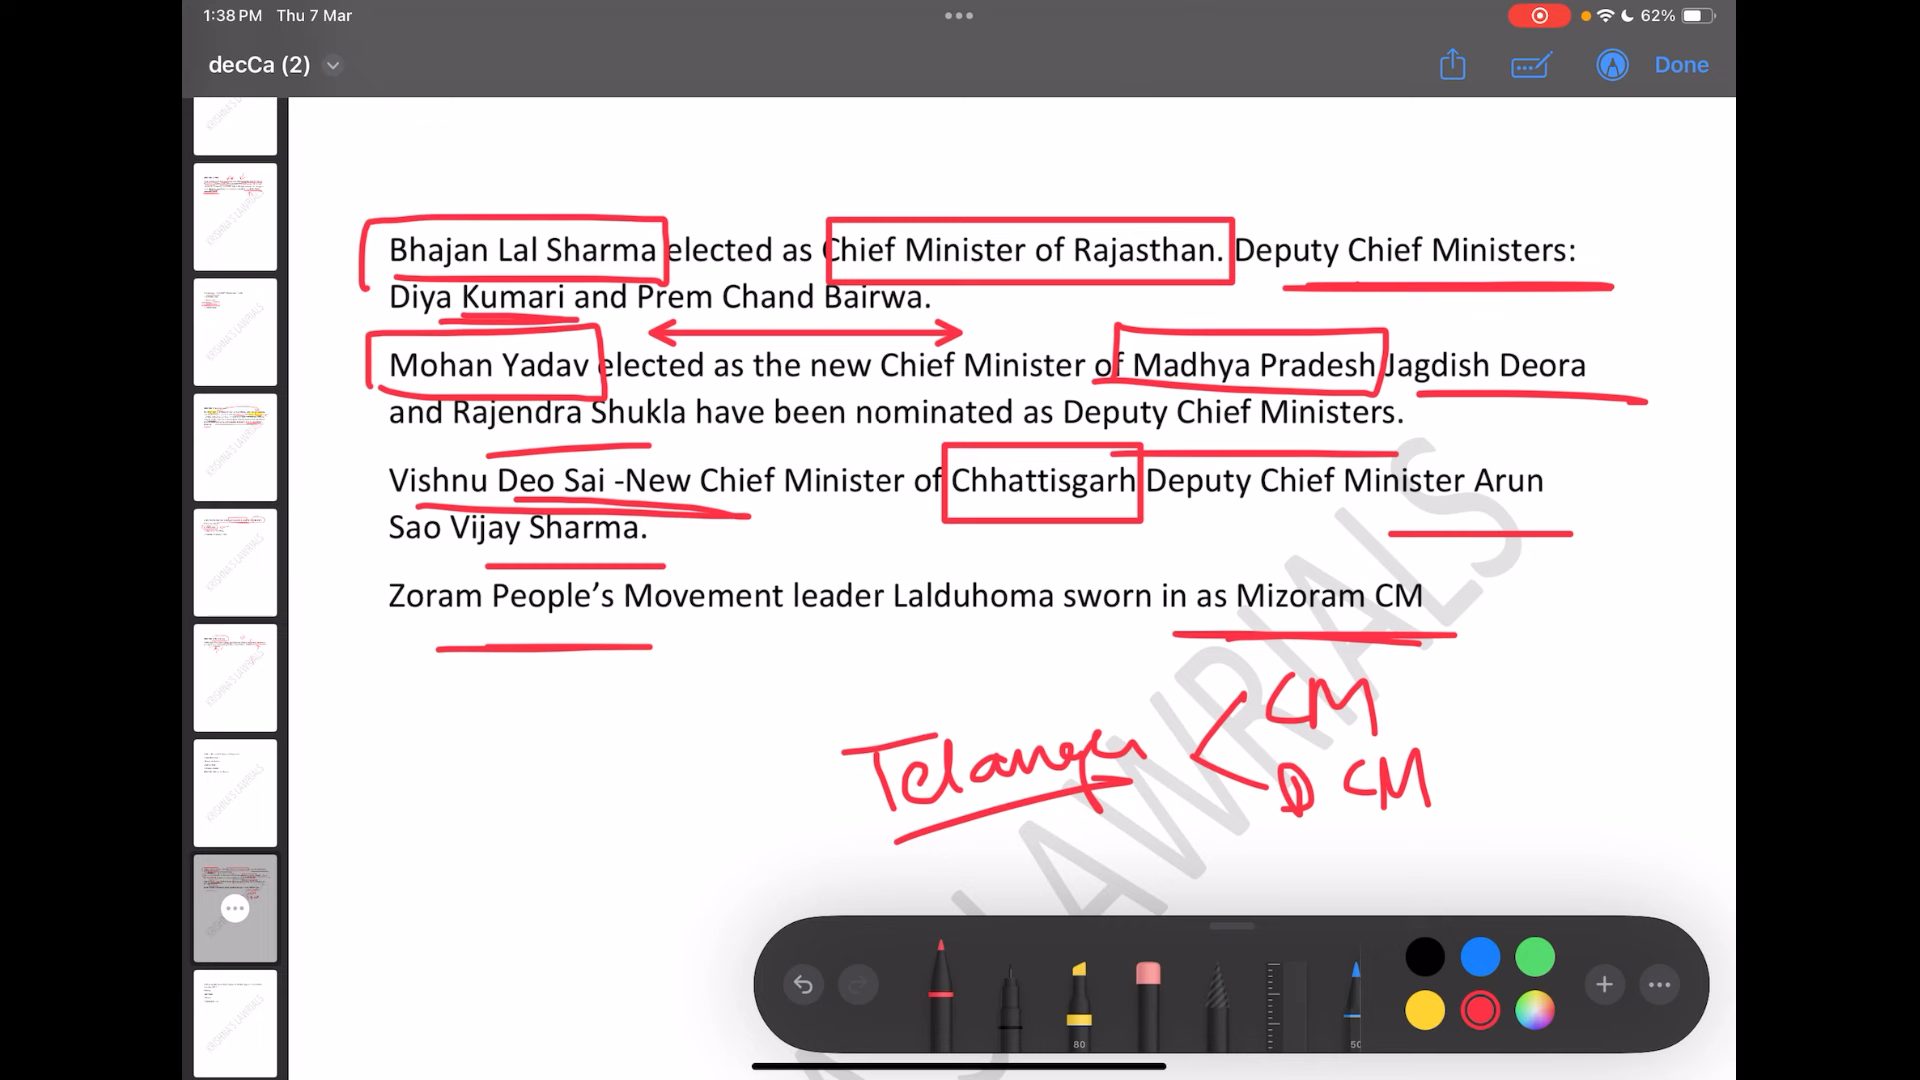 1:38 PM Thu 7 Mar
62%
decCa (2)
Done
Bhajan Lal Sharma elected as Chief Minister of Rajasthan. Deputy Chief Ministers:
Diya Kumari and Prem Chand Bairwa.
Mohan Yadav elected as the new Chief Minister of Madhya Pradesh Jagdish Deora
and Rajendra Shukla have been nominated as Deputy Chief Ministers.
Vishnu Deo Sai -New Chief Minister of Chhattisgarh Deputy Chief Minister Arun
Sao Vijay Sharma.
Zoram People’s Movement leader Lalduhoma sworn in as Mizoram CM
CM
D CM
LAWRIALS
80
50